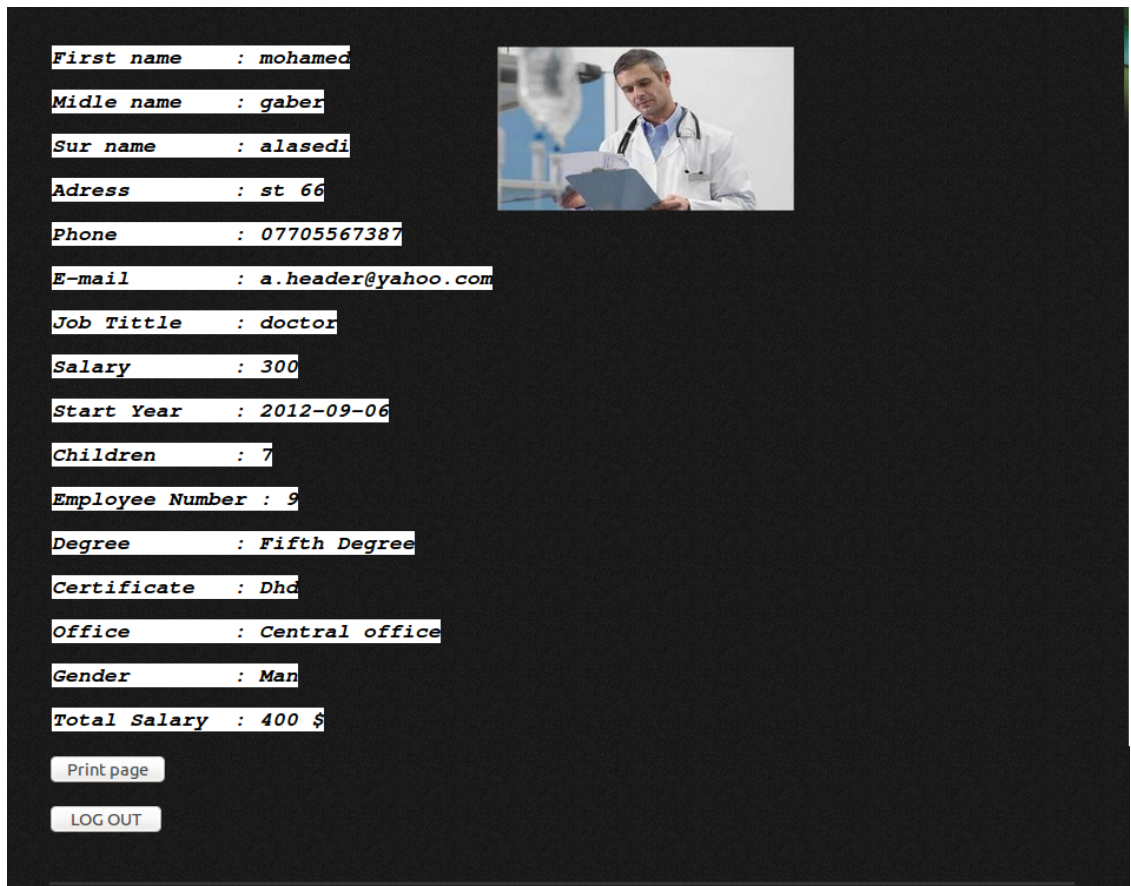 First name : mohamed
Midle name : gaber
Sur name : alasedi
Adress : st 66
Phone : 07705567387
E-mail : a.header@yahoo.com
Job Tittle : doctor
Salary : 300
Start Year : 2012-09-06
Children : 7
Employee Number : 9
Degree : Fifth Degree
Certificate : Dhd
Office : Central office
Gender : Man
Total Salary : 400 $
Print page
LOG OUT